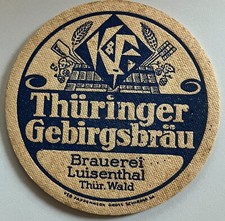 K & F
Thüringer
Gebirgsbräu
Brauerei
Luisenthal
Thür. Wald